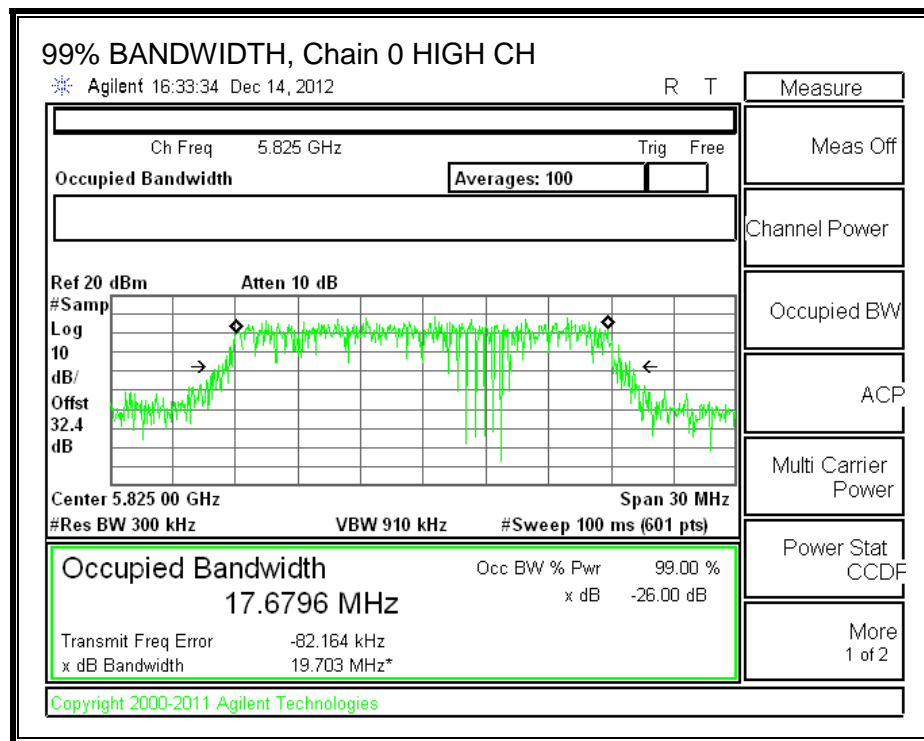 99% BANDWIDTH, Chain 0 HIGH CH
Agilent 16:33:34 Dec 14, 2012 R T
Measure
Ch Freq 5.825 GHz Trig Free
Meas Off
Occupied Bandwidth Averages: 100
Channel Power
Ref 20 dBm Atten 10 dB
#Samp
Log
10
dB/
Offst
32.4
dB
Occupied BW
ACP
Center 5.825 00 GHz Span 30 MHz
#Res BW 300 kHz VBW 910 kHz #Sweep 100 ms (601 pts)
Multi Carrier
Power
Occupied Bandwidth Occ BW % Pwr 99.00 %
17.6796 MHz x dB -26.00 dB
Transmit Freq Error -82.164 kHz
x dB Bandwidth 19.703 MHz*
Power Stat
CCDF
More
1 of 2
Copyright 2000-2011 Agilent Technologies